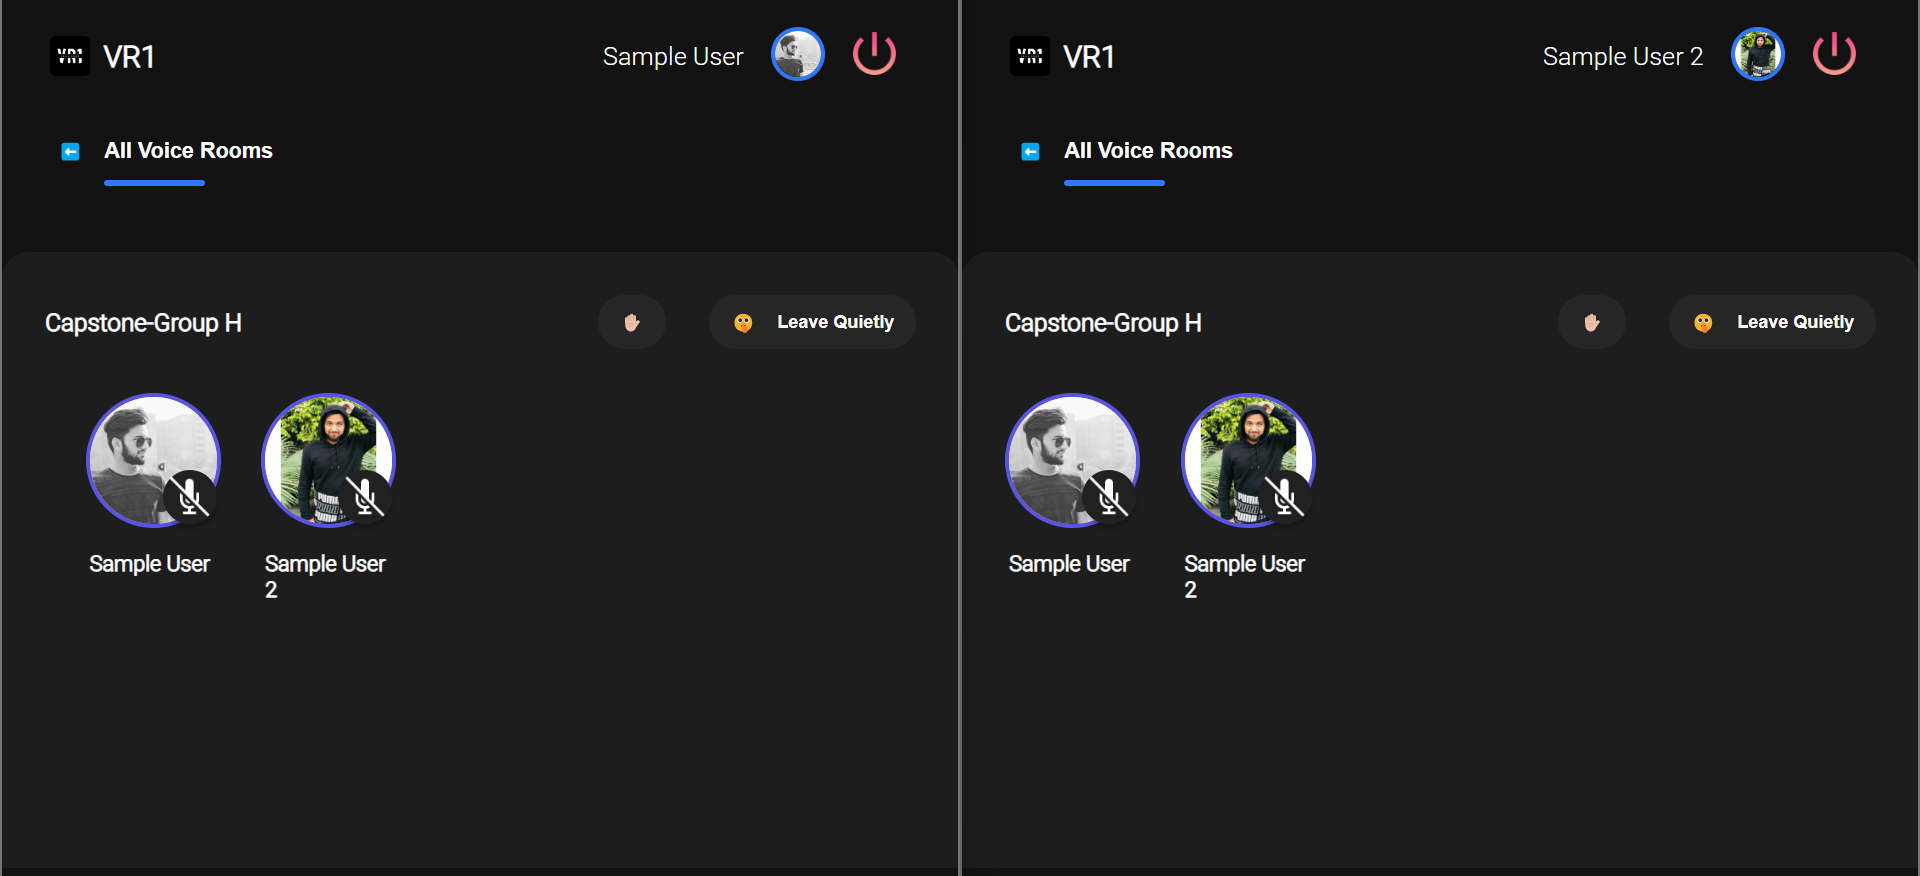 VR1 VR1 Sample User
All Voice Rooms
Capstone-Group H Leave Quietly
Sample User Sample User
2
VR1 VR1 Sample User 2
All Voice Rooms
Capstone-Group H Leave Quietly
PUMA
Sample User Sample User
2